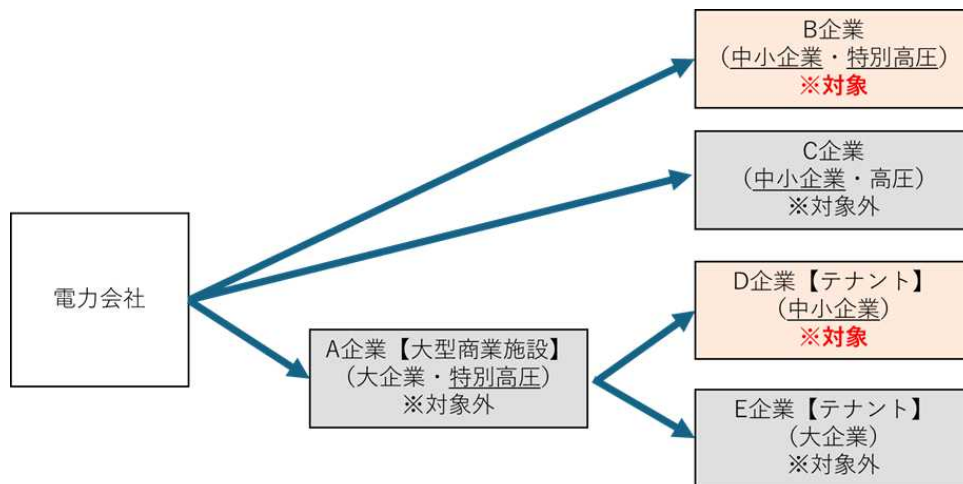 B企業
（中小企業・特別高圧）
※対象
C企業
（中小企業・高圧）
※対象外
電力会社
A企業【大型商業施設】
（大企業・特別高圧）
※対象外
D企業【テナント】
（中小企業）
※対象
E企業【テナント】
（大企業）
※対象外